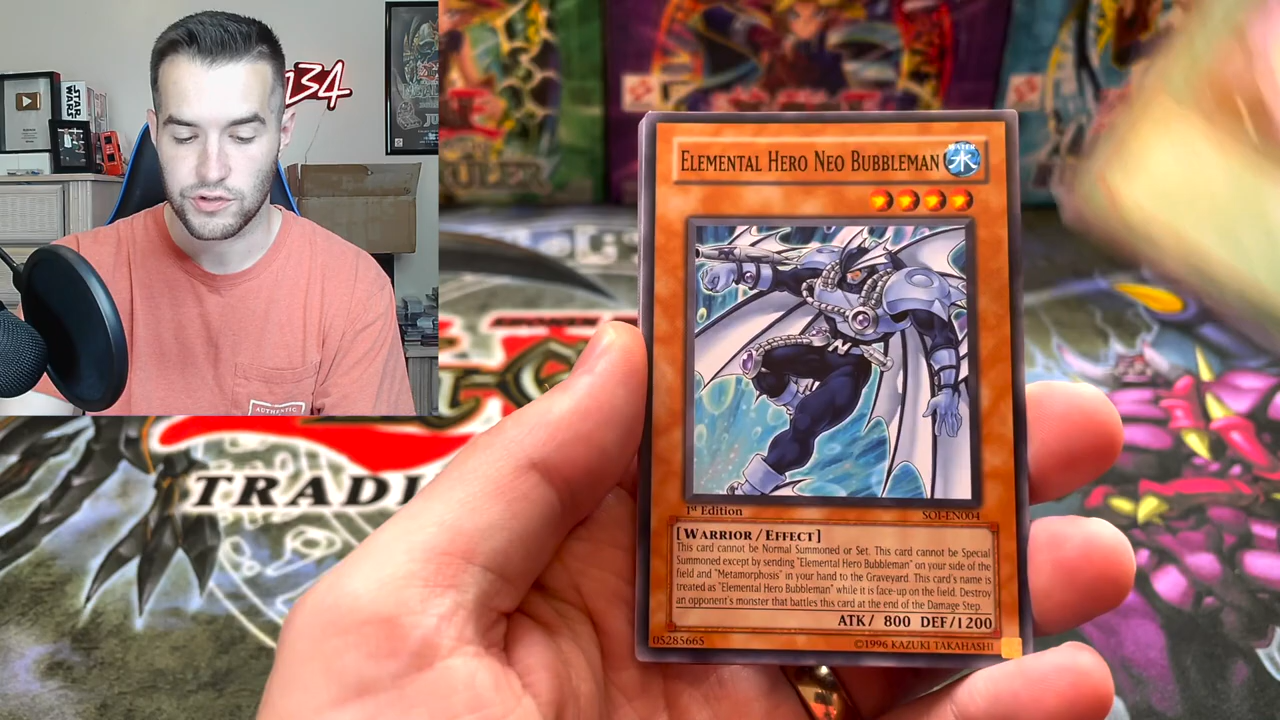 134
STAR
WARS
AUTHENTIC
TRADI
ELEMENTAL HERO NEO BUBBLEMAN
WATER
水
N
1st Edition
SOI-EN004
[WARRIOR / EFFECT]
This card cannot be Normal Summoned or Set. This card cannot be Special
Summoned except by sending "Elemental Hero Bubbleman" on your side of the
field and "Metamorphosis" in your hand to the Graveyard. This card's name is
treated as "Elemental Hero Bubbleman" while it is face-up on the field. Destroy
an opponent's monster that battles this card at the end of the Damage Step.
ATK/ 800 DEF/1200
05285665
©1996 KAZUKI TAKAHASHI